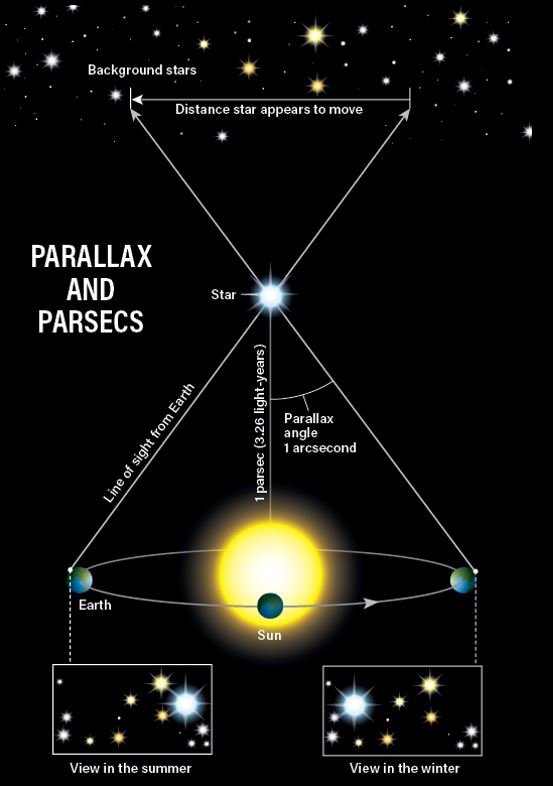 Background stars
Distance star appears to move
PARALLAX
AND
PARSECS
Star
Line of sight from Earth
1 parsec (3.26 light-years)
Parallax
angle
1 arcsecond
Earth
Sun
View in the summer
View in the winter